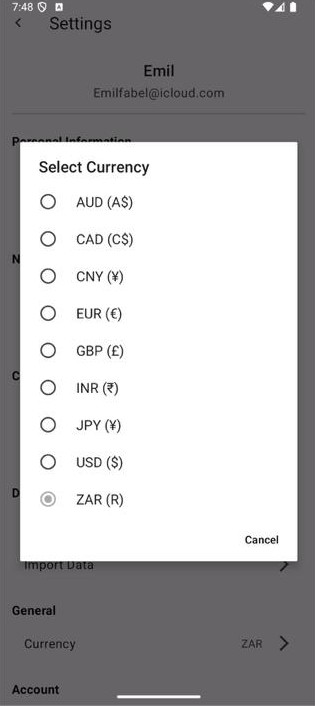 7:48
Settings
Emil
Emilfabel@icloud.com
Personal Information
Select Currency
AUD (A$)
CAD (C$)
N
CNY (¥)
EUR (€)
GBP (£)
C
INR (₹)
JPY (¥)
USD ($)
D
ZAR (R)
Cancel
Import Data
General
Currency ZAR
Account